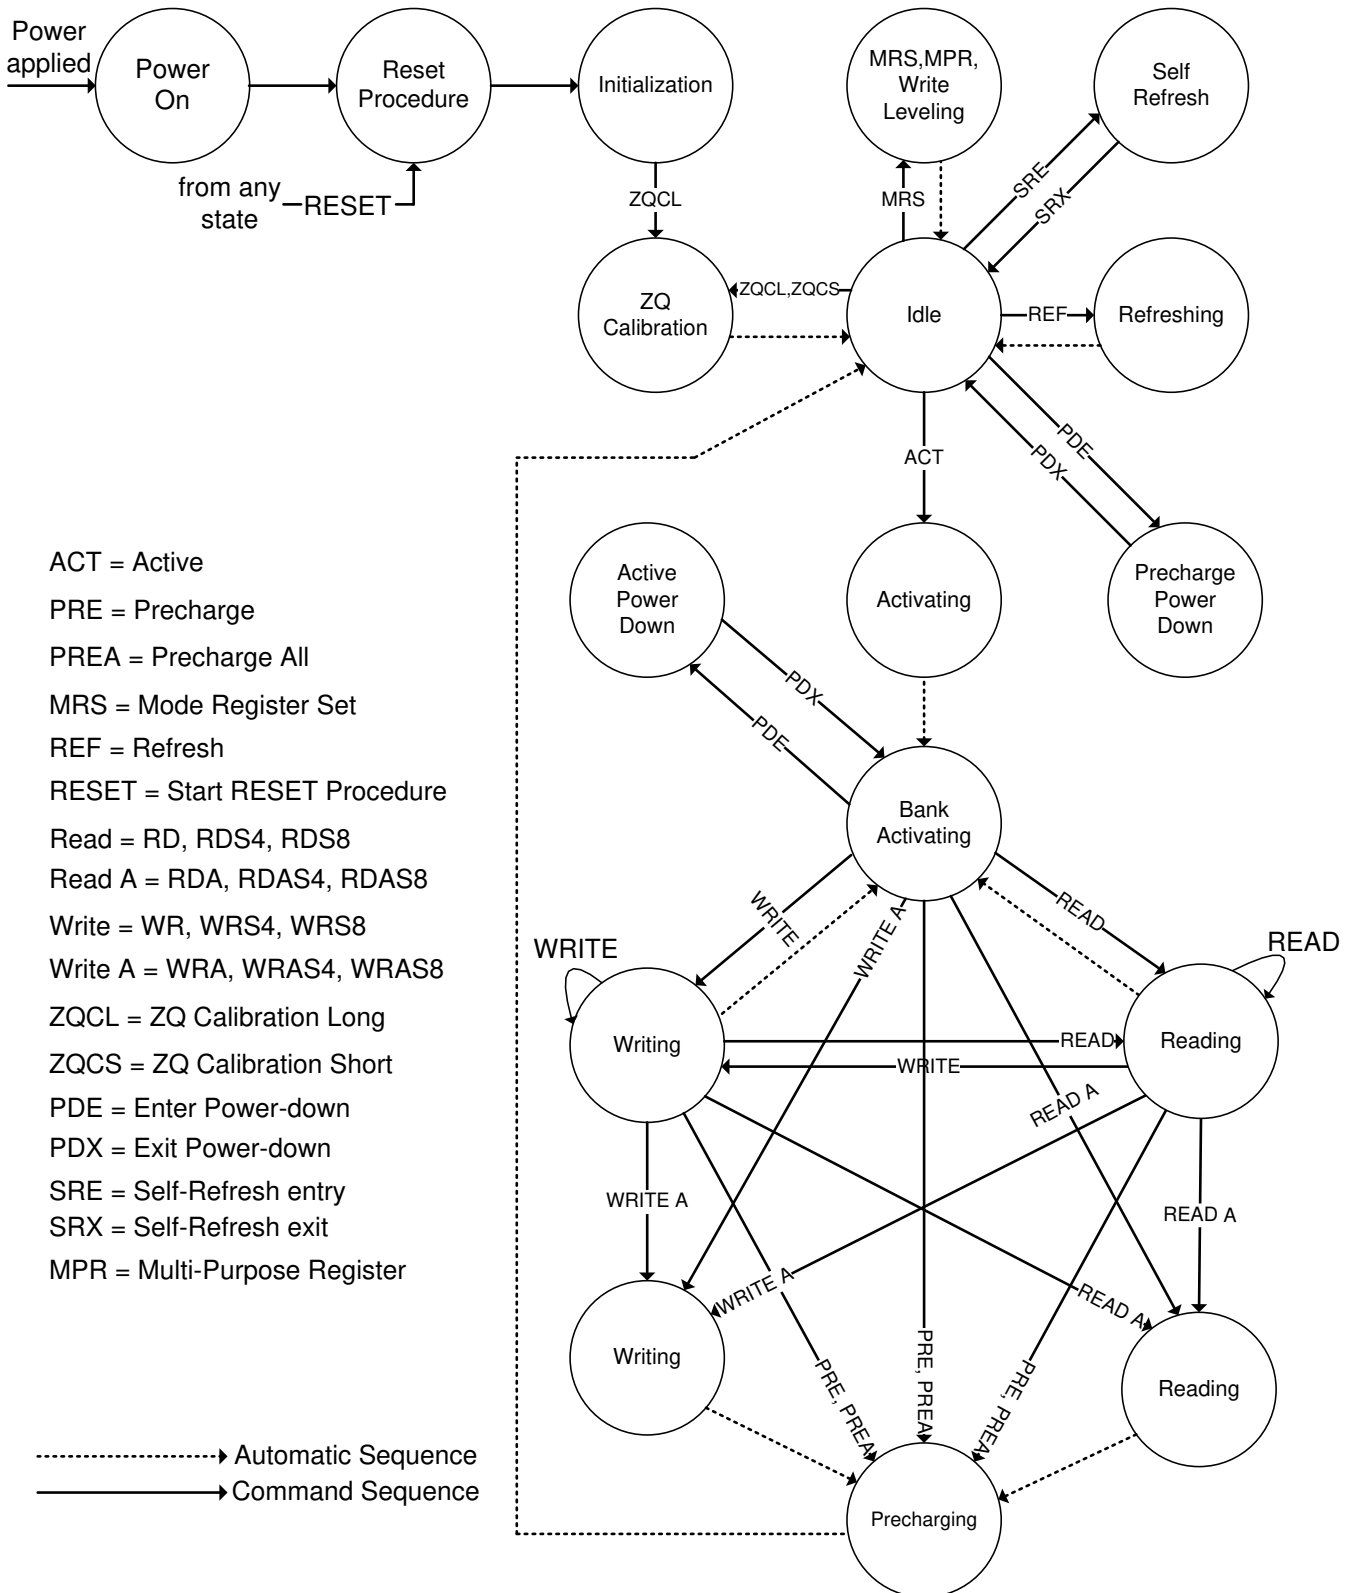 Power
applied
Power
On
Reset
Procedure
Initialization
MRS,MPR,
Write
Leveling
Self
Refresh
from any
state
RESET
ZQCL
MRS
SRE
SRX
ZQ
Calibration
ZQCL,ZQCS
Idle
REF
Refreshing
ACT
PDE
PDX
Active
Power
Down
Activating
Precharge
Power
Down
PDX
PDE
Bank
Activating
WRITE
WRITE A
READ
WRITE
READ
Writing
READ
Reading
WRITE
READ A
WRITE A
READ A
WRITE A
READ A
Writing
PRE, PREA
PRE, PREA
PRE, PREA
Reading
Precharging
ACT = Active
PRE = Precharge
PREA = Precharge All
MRS = Mode Register Set
REF = Refresh
RESET = Start RESET Procedure
Read = RD, RDS4, RDS8
Read A = RDA, RDAS4, RDAS8
Write = WR, WRS4, WRS8
Write A = WRA, WRAS4, WRAS8
ZQCL = ZQ Calibration Long
ZQCS = ZQ Calibration Short
PDE = Enter Power-down
PDX = Exit Power-down
SRE = Self-Refresh entry
SRX = Self-Refresh exit
MPR = Multi-Purpose Register
Automatic Sequence
Command Sequence